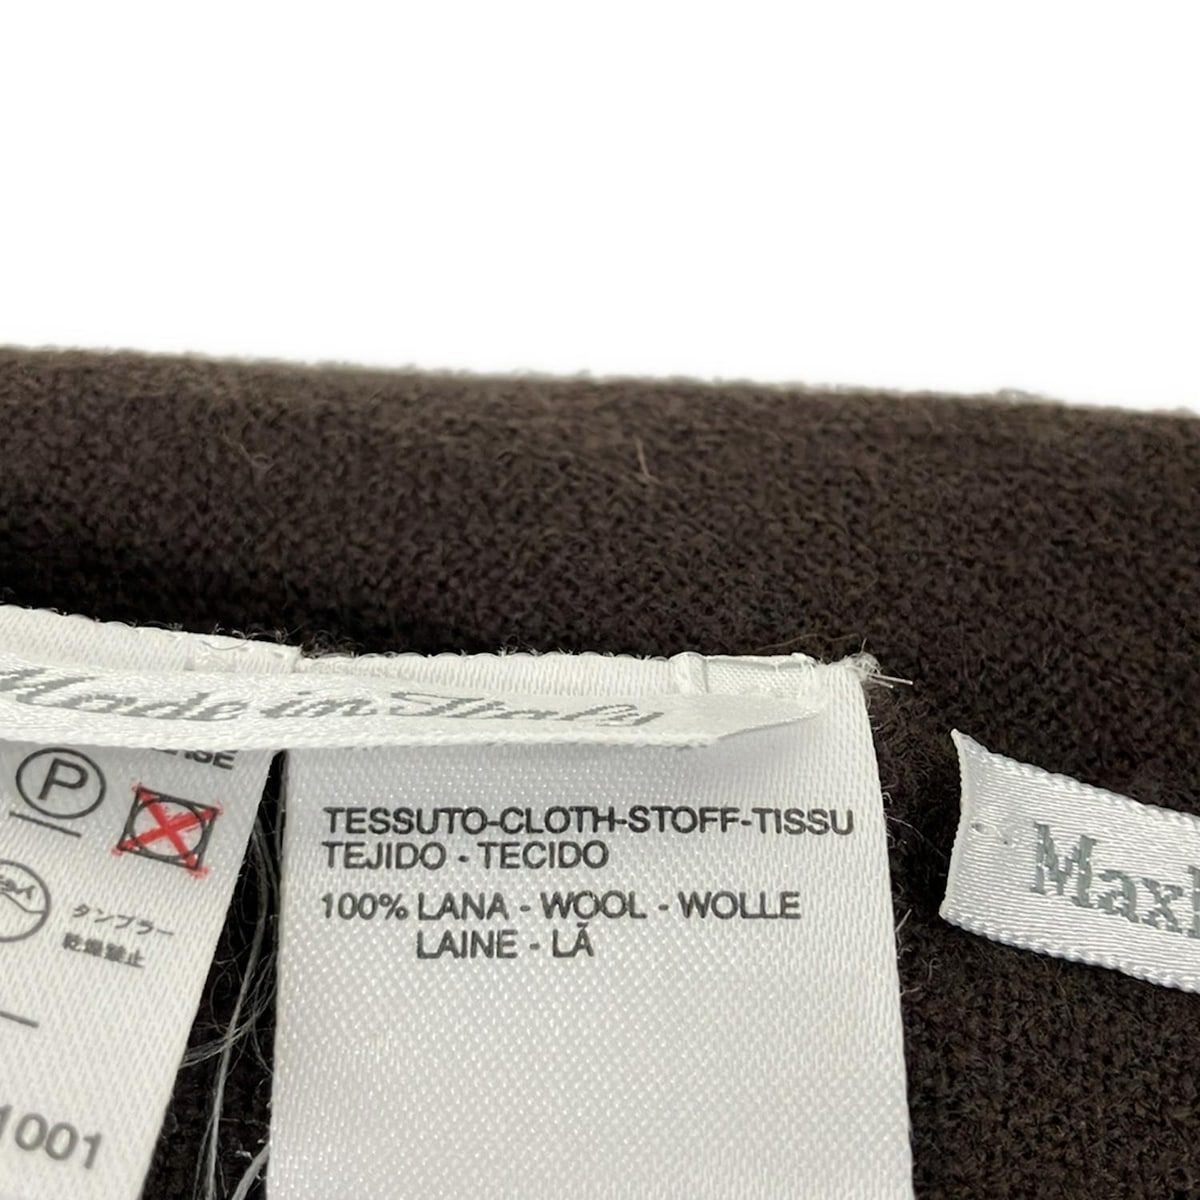 Made in Italy
P
タンブラー
乾燥禁止
1001
TESSUTO-CLOTH-STOFF-TISSU
TEJIDO - TECIDO
100% LANA - WOOL - WOLLE
LAINE - LÃ
Max